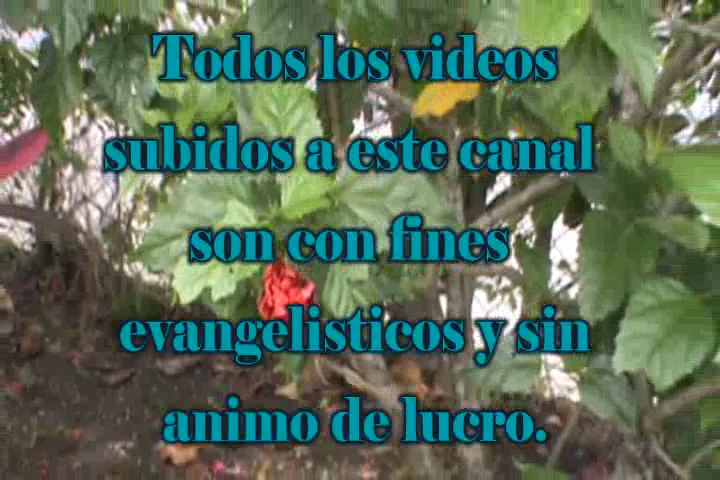 Todos los videos
subidos a este canal
son con fines
evangelisticos y sin
animo de lucro.